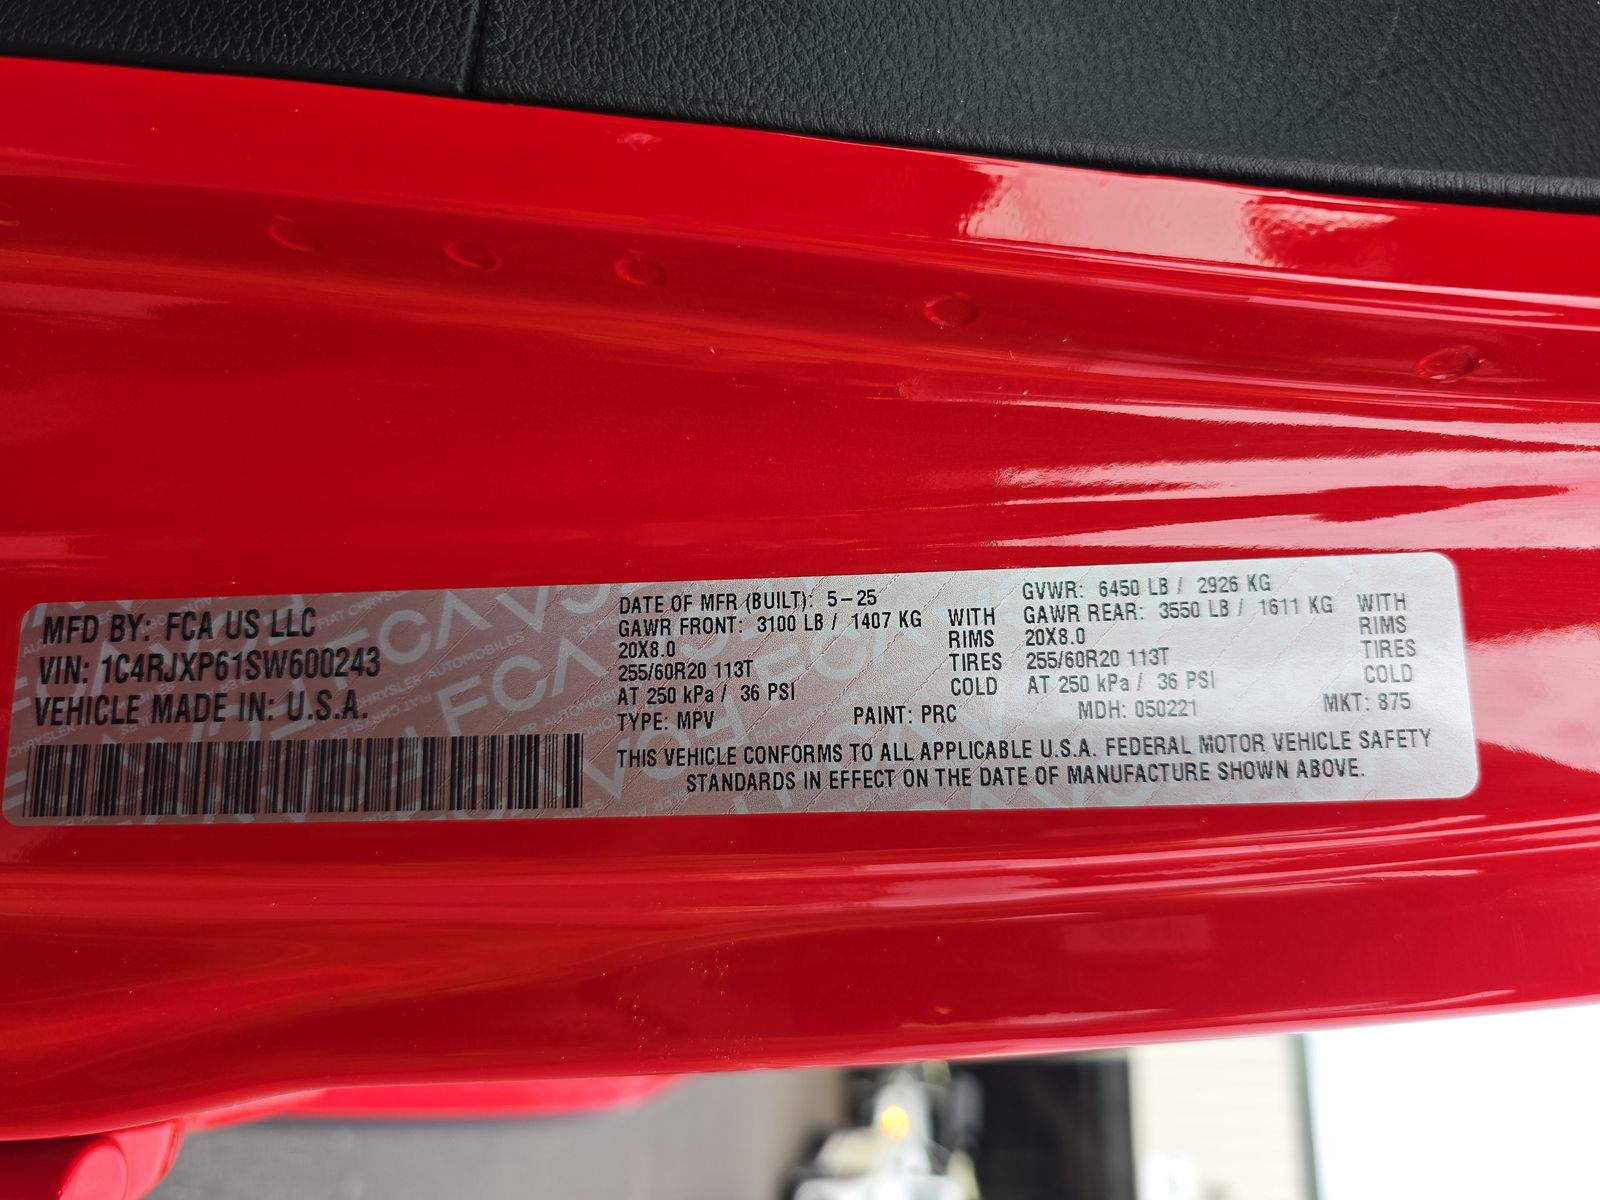 MFD BY: FCA US LLC
VIN: 1C4RJXP61SW600243
VEHICLE MADE IN: U.S.A.
DATE OF MFR (BUILT): 5-25
GAWR FRONT: 3100 LB / 1407 KG WITH
20X8.0 RIMS
255/60R20 113T TIRES
AT 250 kPa / 36 PSI COLD
GVWR: 6450 LB / 2926 KG
GAWR REAR: 3550 LB / 1611 KG WITH
20X8.0 RIMS
255/60R20 113T TIRES
AT 250 kPa / 36 PSI COLD
TYPE: MPV PAINT: PRC MDH: 050221 MKT: 875
THIS VEHICLE CONFORMS TO ALL APPLICABLE U.S.A. FEDERAL MOTOR VEHICLE SAFETY
STANDARDS IN EFFECT ON THE DATE OF MANUFACTURE SHOWN ABOVE.